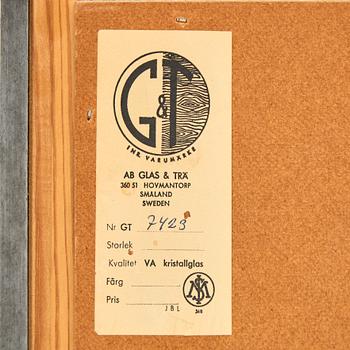 G&T
INR. VARUMÄRKE
AB GLAS & TRÄ
360 51 HOVMANTORP
SMÅLAND
SWEDEN
Nr GT 7423
Storlek
Kvalitet VA kristallglas
Färg
Pris
JBL